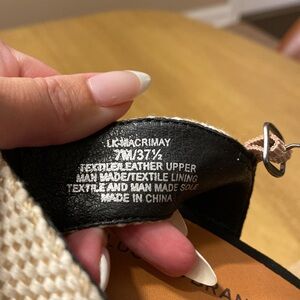 LK-MACRIMAY
7M/37½
TEXTILE/LEATHER UPPER
MAN MADE/TEXTILE LINING
TEXTILE AND MAN MADE SOLE
MADE IN CHINA